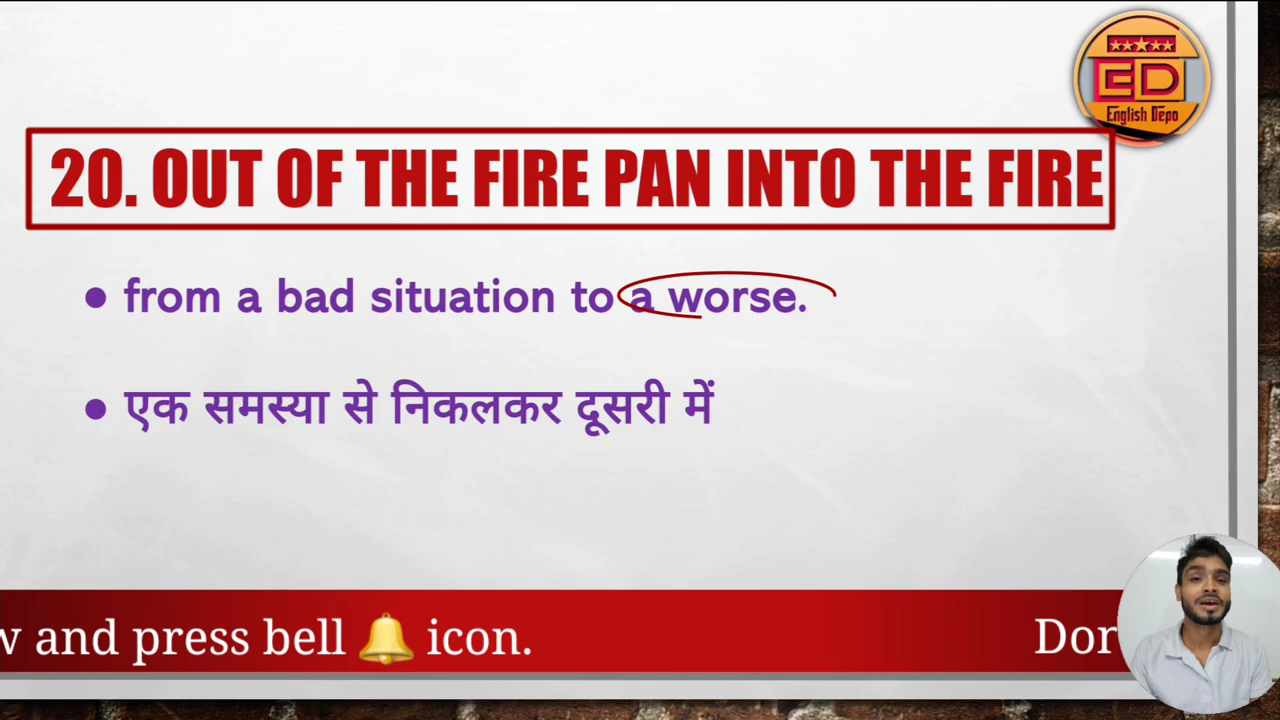 ED
English Depo
20. OUT OF THE FIRE PAN INTO THE FIRE
• from a bad situation to a worse.
• एक समस्या से निकलकर दूसरी में
and press bell 🔔 icon.